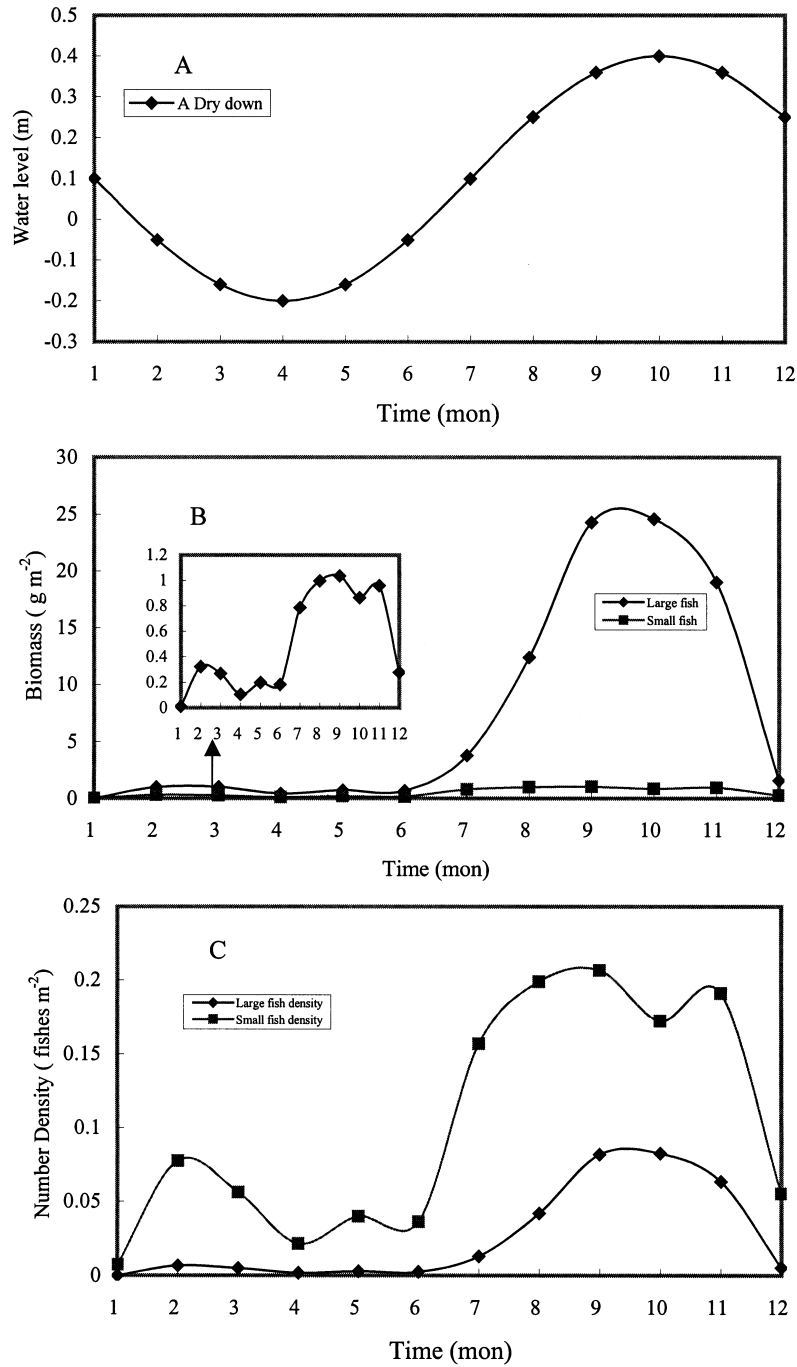 0.5
A
0.4
A Dry down
0.3
Water level (m)
0.1
0
-0.1
-0.2
-0.3
1 2 3 4 5 6 7 8 9 10 11 12
Time (mon)
30
B
25
1.2
1
0.8
0.6
0.4
0.2
0
1 2 3 4 5 6 7 8 9 10 11 12
Large fish
Small fish
Biomass ( g m-2)
20
15
10
5
0
1 2 3 4 5 6 7 8 9 10 11 12
Time (mon)
0.25
C
0.2
Large fish density
Small fish density
Number Density ( fishes m-2)
0.15
0.1
0.05
0
1 2 3 4 5 6 7 8 9 10 11 12
Time (mon)